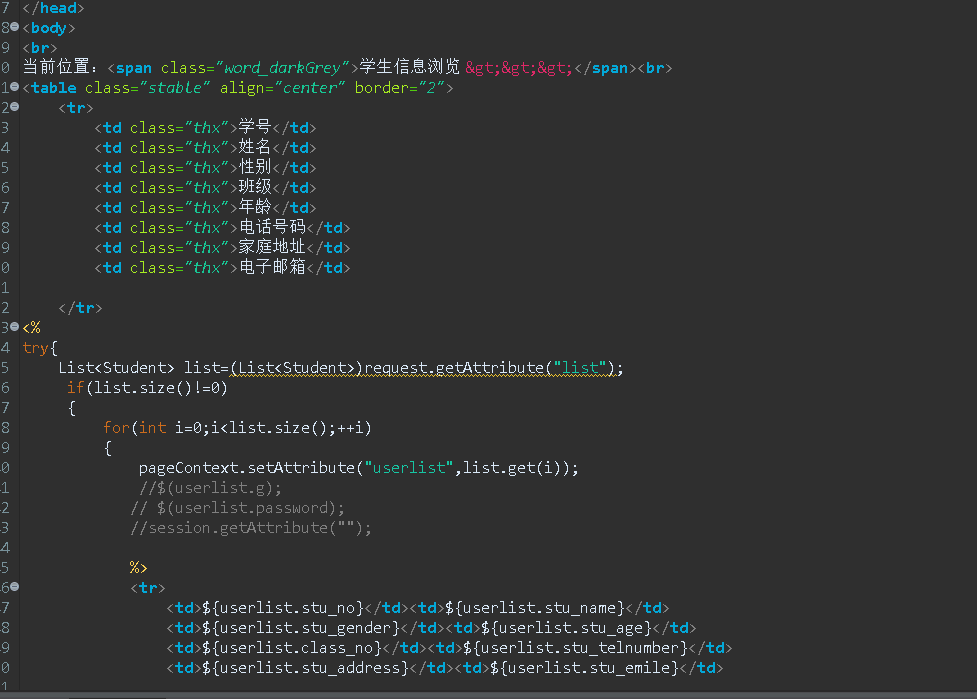 7 </head>
8 <body>
9 <br>
0 当前位置：<span class="word_darkGrey">学生信息浏览 &gt;&gt;&gt;</span><br>
1 <table class="stable" align="center" border="2">
2 <tr>
3 <td class="thx">学号</td>
4 <td class="thx">姓名</td>
5 <td class="thx">性别</td>
6 <td class="thx">班级</td>
7 <td class="thx">年龄</td>
8 <td class="thx">电话号码</td>
9 <td class="thx">家庭地址</td>
0 <td class="thx">电子邮箱</td>
1
2 </tr>
3 <%
4 try{
5 List<Student> list=(List<Student>)request.getAttribute("list");
6 if(list.size()!=0)
7 {
8 for(int i=0;i<list.size();++i)
9 {
0 pageContext.setAttribute("userlist",list.get(i));
1 //$(userlist.g);
2 // $(userlist.password);
3 //session.getAttribute("");
4
5 %>
6 <tr>
7 <td>${userlist.stu_no}</td><td>${userlist.stu_name}</td>
8 <td>${userlist.stu_gender}</td><td>${userlist.stu_age}</td>
9 <td>${userlist.class_no}</td><td>${userlist.stu_telnumber}</td>
0 <td>${userlist.stu_address}</td><td>${userlist.stu_emile}</td>
1